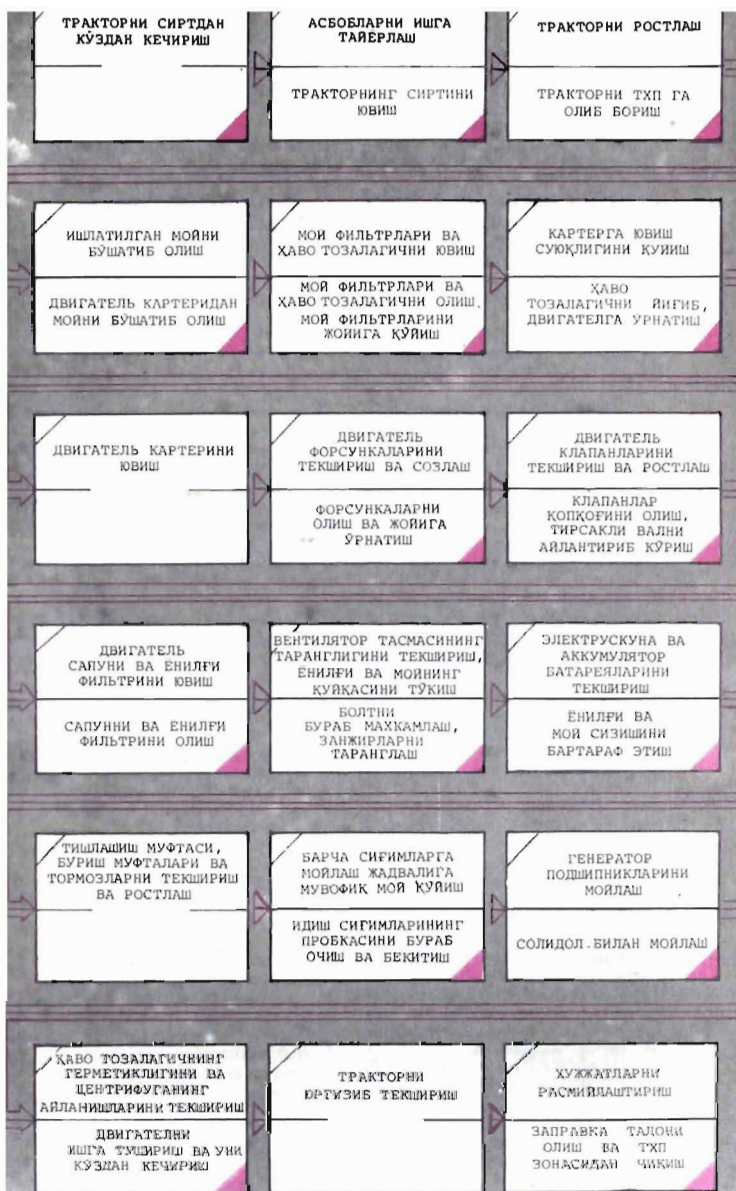 ТРАКТОРНИ СИРТДАН
КЎЗДАН КЕЧИРИШ
АСБОБЛАРНИ ИШГА
ТАЙЁРЛАШ
ТРАКТОРНИНГ СИРТИНИ
ЮВИШ
ТРАКТОРНИ РОСТЛАШ
ТРАКТОРНИ ТХП ГА
ОЛИБ БОРИШ
ИШЛАТИЛГАН МОЙНИ
БЎШАТИБ ОЛИШ
ДВИГАТЕЛЬ КАРТЕРИДАН
МОЙНИ БЎШАТИБ ОЛИШ
МОЙ ФИЛЬТРЛАРИ ВА
ҲАВО ТОЗАЛАГИЧНИ ЮВИШ
МОЙ ФИЛЬТРЛАРИ ВА
ҲАВО ТОЗАЛАГИЧНИ ОЛИШ.
МОЙ ФИЛЬТРЛАРИНИ
ЖОЙИГА ҚЎЙИШ
КАРТЕРГА ЮВИШ
СУЮҚЛИГИНИ ҚУЙИШ
ҲАВО
ТОЗАЛАГИЧНИ ЙИҒИБ,
ДВИГАТЕЛГА УРНАТИШ
ДВИГАТЕЛЬ КАРТЕРИНИ
ЮВИШ
ДВИГАТЕЛЬ
ФОРСУНКАЛАРИНИ
ТЕКШИРИШ ВА СОЗЛАШ
ФОРСУНКАЛАРНИ
ОЛИШ ВА ЖОЙИГА
ЎРНАТИШ
ДВИГАТЕЛЬ
КЛАПАНЛАРИНИ
ТЕКШИРИШ ВА РОСТЛАШ
КЛАПАНЛАР
ҚОПҚОҒИНИ ОЛИШ,
ТИРСАКЛИ ВАЛНИ
АЙЛАНТИРИБ КЎРИШ
ДВИГАТЕЛЬ
САПУНИ ВА ЁНИЛҒИ
ФИЛЬТРИНИ ЮВИШ
САПУННИ ВА ЁНИЛҒИ
ФИЛЬТРИНИ ОЛИШ
ВЕНТИЛЯТОР ТАСМАСИНИНГ
ТАРАНГЛИГИНИ ТЕКШИРИШ,
ЁНИЛҒИ ВА МОЙНИНГ
ҚУЙҚАСИНИ ТЎКИШ
БОЛТНИ
БУРАБ МАХКАМЛАШ,
ЗАНЖИРЛАРНИ
ТАРАНГЛАШ
ЭЛЕКТРУСКУНА ВА
АККУМУЛЯТОР
БАТАРЕЯЛАРИНИ
ТЕКШИРИШ
ЁНИЛҒИ ВА
МОЙ СИЗИШИНИ
БАРТАРАФ ЭТИШ
ТИШЛАШИШ МУФТАСИ,
БУРИШ МУФТАЛАРИ ВА
ТОРМОЗЛАРНИ ТЕКШИРИШ
ВА РОСТЛАШ
БАРЧА СИҒИМЛАРГА
МОЙЛАШ ЖАДВАЛИГА
МУВОФИҚ МОЙ ҚУЙИШ
ИДИШ СИҒИМЛАРИНИНГ
ПРОБКАСИНИ БУРАБ
ОЧИШ ВА БЕКИТИШ
ГЕНЕРАТОР
ПОДШИПНИКЛАРИНИ
МОЙЛАШ
СОЛИДОЛ БИЛАН МОЙЛАШ
ҲАВО ТОЗАЛАГИЧНИНГ
ГЕРМЕТИКЛИГИНИ ВА
ЦЕНТРИФУГАНИНГ
АЙЛАНИШЛАРИНИ ТЕКШИРИШ
ДВИГАТЕЛНИ
ИШГА ТУШИРИШ ВА УНИ
КЎЗДАН КЕЧИРИШ
ТРАКТОРНИ
ЮРГИЗИБ ТЕКШИРИШ
ҲУЖЖАТЛАРНИ
РАСМИЙЛАШТИРИШ
ЗАПРАВКА ТАЛОНИ
ОЛИШ ВА ТХП
ЗОНАСИДАН ЧИҚИШ